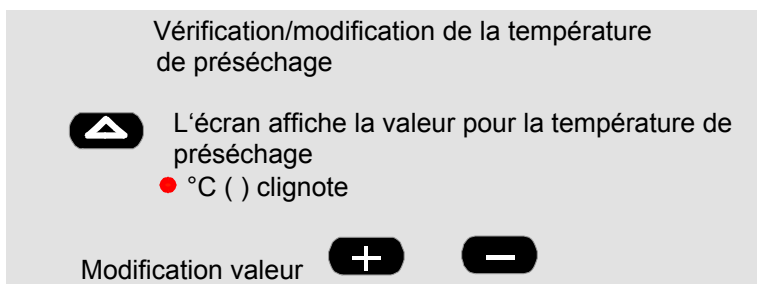 Vérification/modification de la température
de préséchage
L‘écran affiche la valeur pour la température de
préséchage
°C ( ) clignote
Modification valeur + −